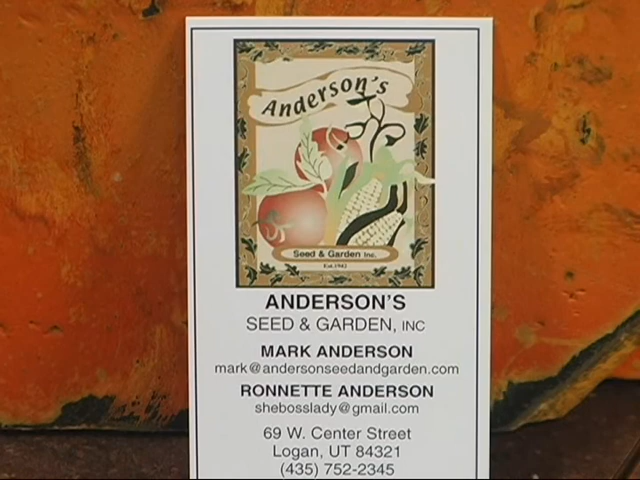 Anderson's
Seed & Garden Inc.
Est. 1942
ANDERSON'S
SEED & GARDEN, INC
MARK ANDERSON
mark@andersonseedandgarden.com
RONNETTE ANDERSON
shebosslady@gmail.com
69 W. Center Street
Logan, UT 84321
(435) 752-2345